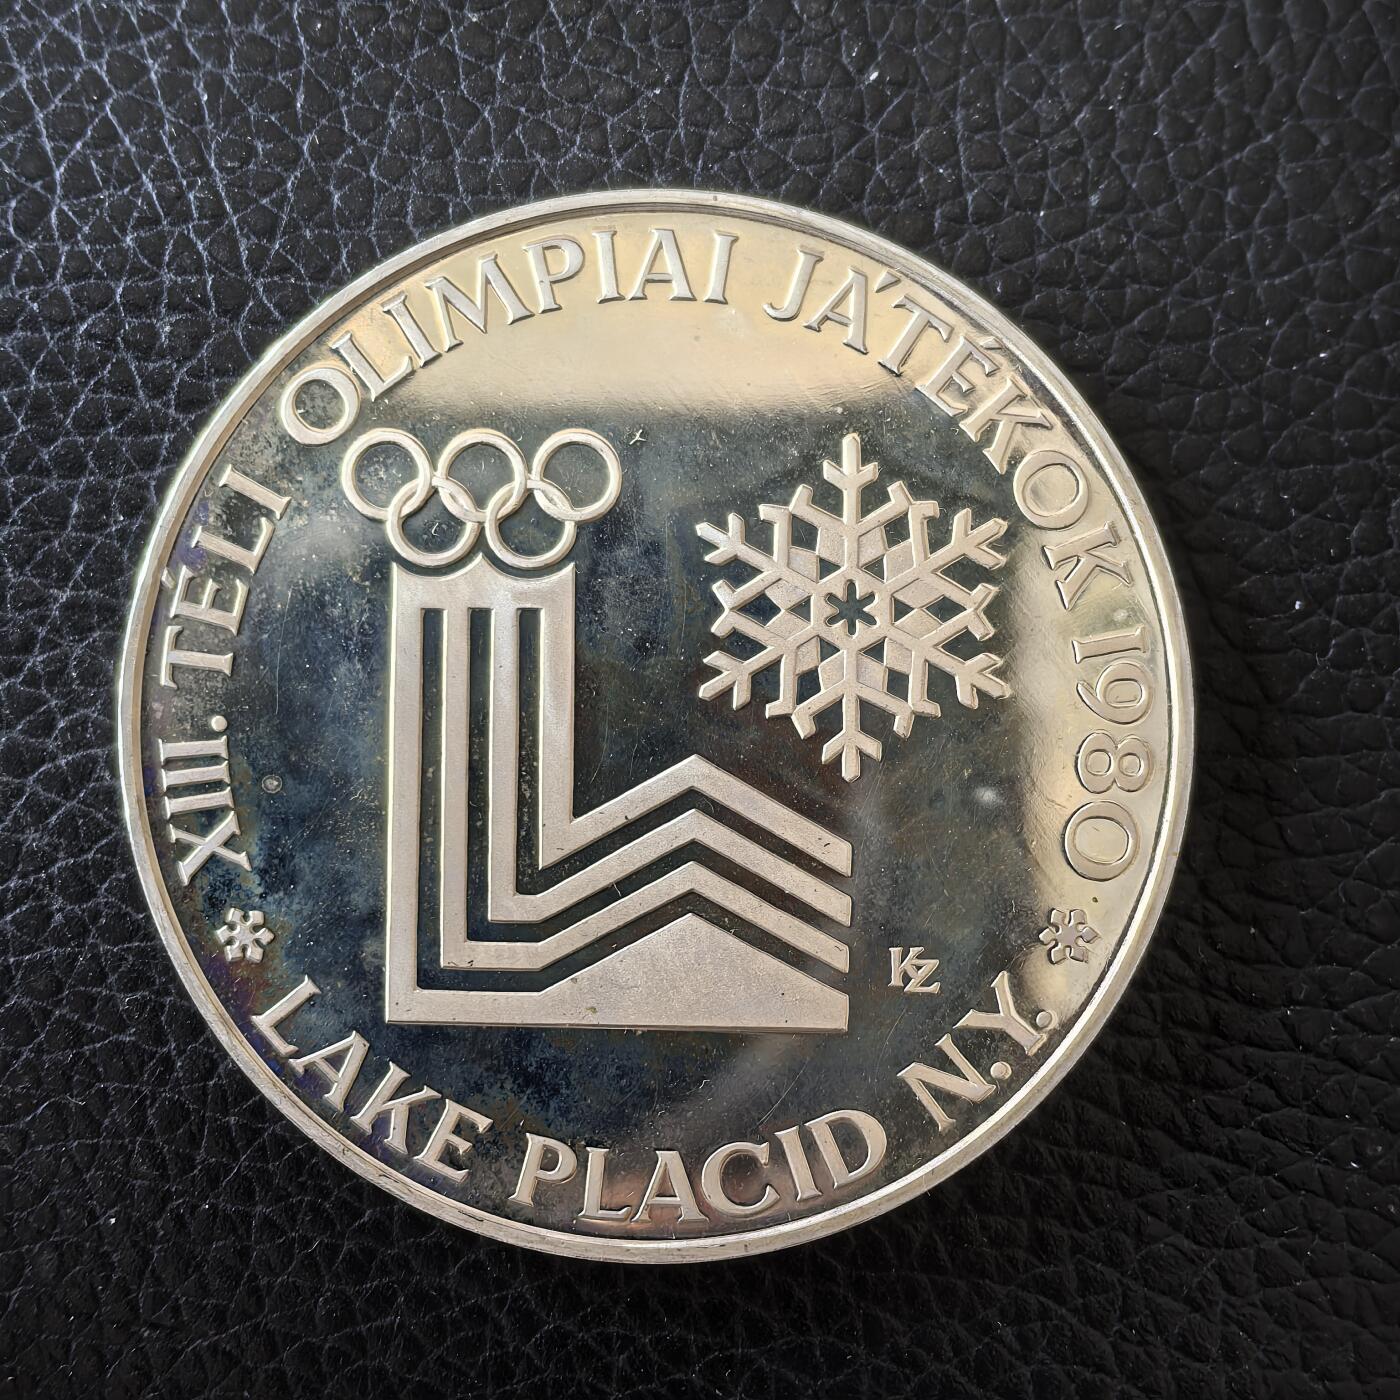 XIII. TÉLI OLIMPIAI JÁTÉKOK 1980
KZ
LAKE PLACID N.Y.